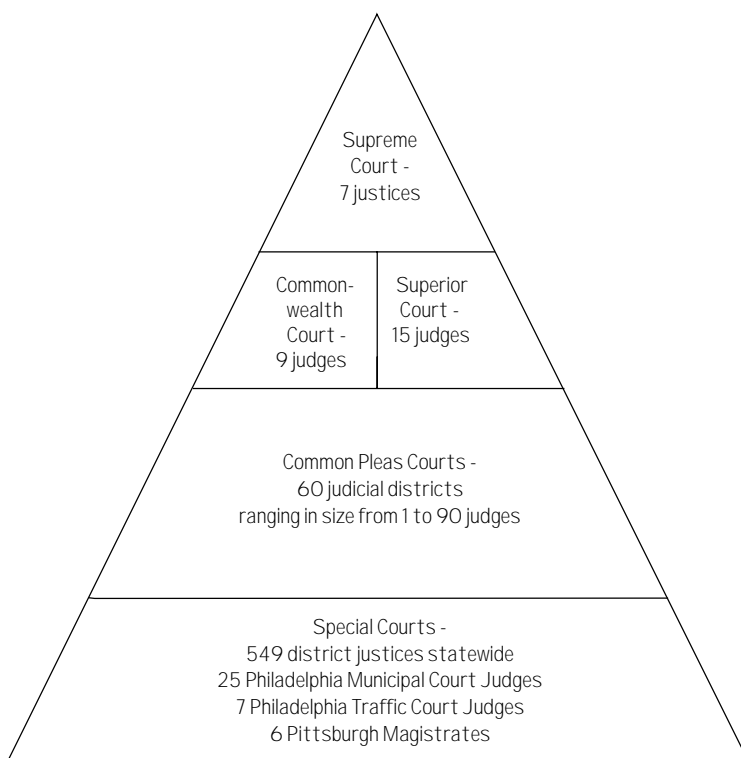 Supreme
Court -
7 justices
Common-
wealth
Court -
9 judges
Superior
Court -
15 judges
Common Pleas Courts -
60 judicial districts
ranging in size from 1 to 90 judges
Special Courts -
549 district justices statewide
25 Philadelphia Municipal Court Judges
7 Philadelphia Traffic Court Judges
6 Pittsburgh Magistrates